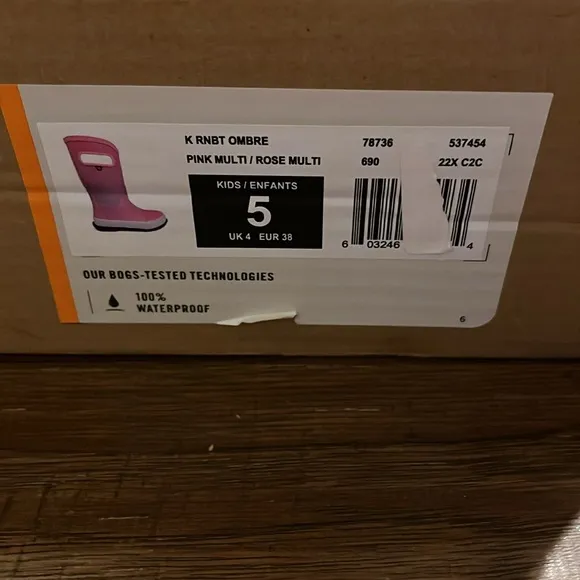 K RNBT OMBRE 78736 537454
PINK MULTI / ROSE MULTI 690 22X C2C
KIDS / ENFANTS
5
UK 4 EUR 38
6 03246 4
OUR BOGS-TESTED TECHNOLOGIES
100%
WATERPROOF
6